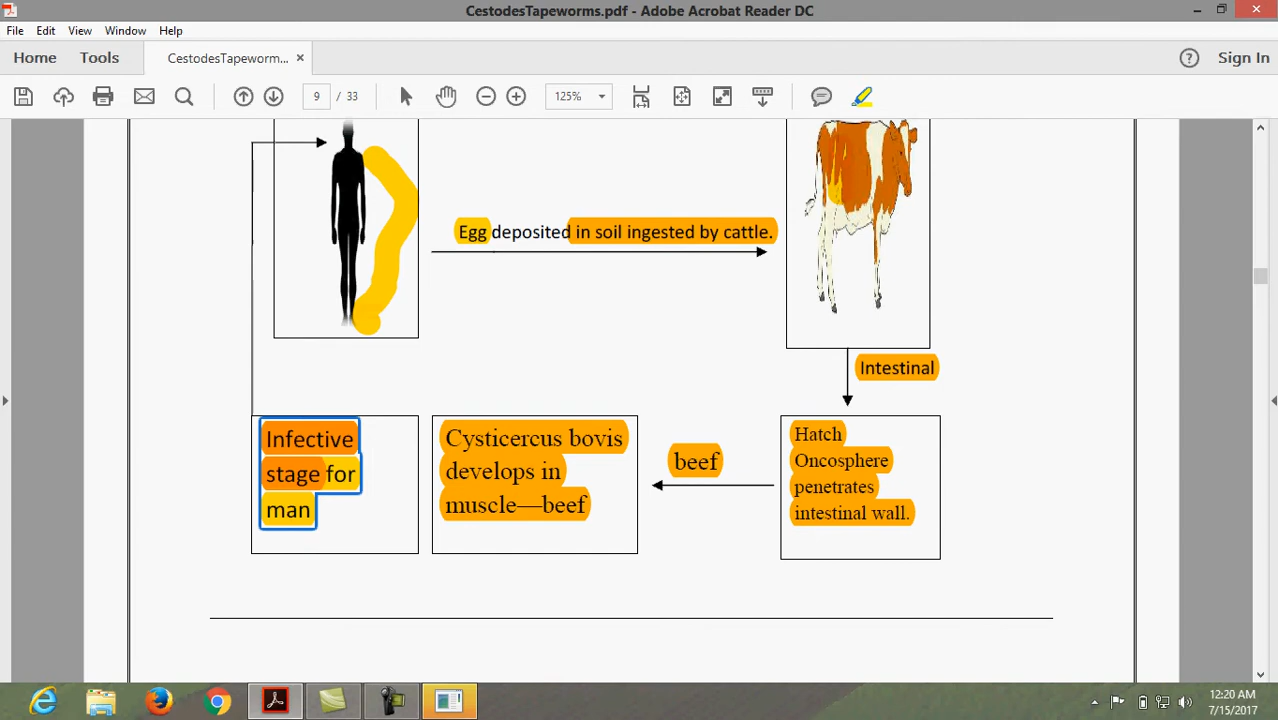 CestodesTapeworms.pdf - Adobe Acrobat Reader DC
File Edit View Window Help
Home Tools CestodesTapeworm... × ? Sign In
9 / 33 125%
Egg deposited in soil ingested by cattle.
Intestinal
Infective
stage for
man
Cysticercus bovis
develops in
muscle—beef
beef
Hatch
Oncosphere
penetrates
intestinal wall.
12:20 AM
7/15/2017